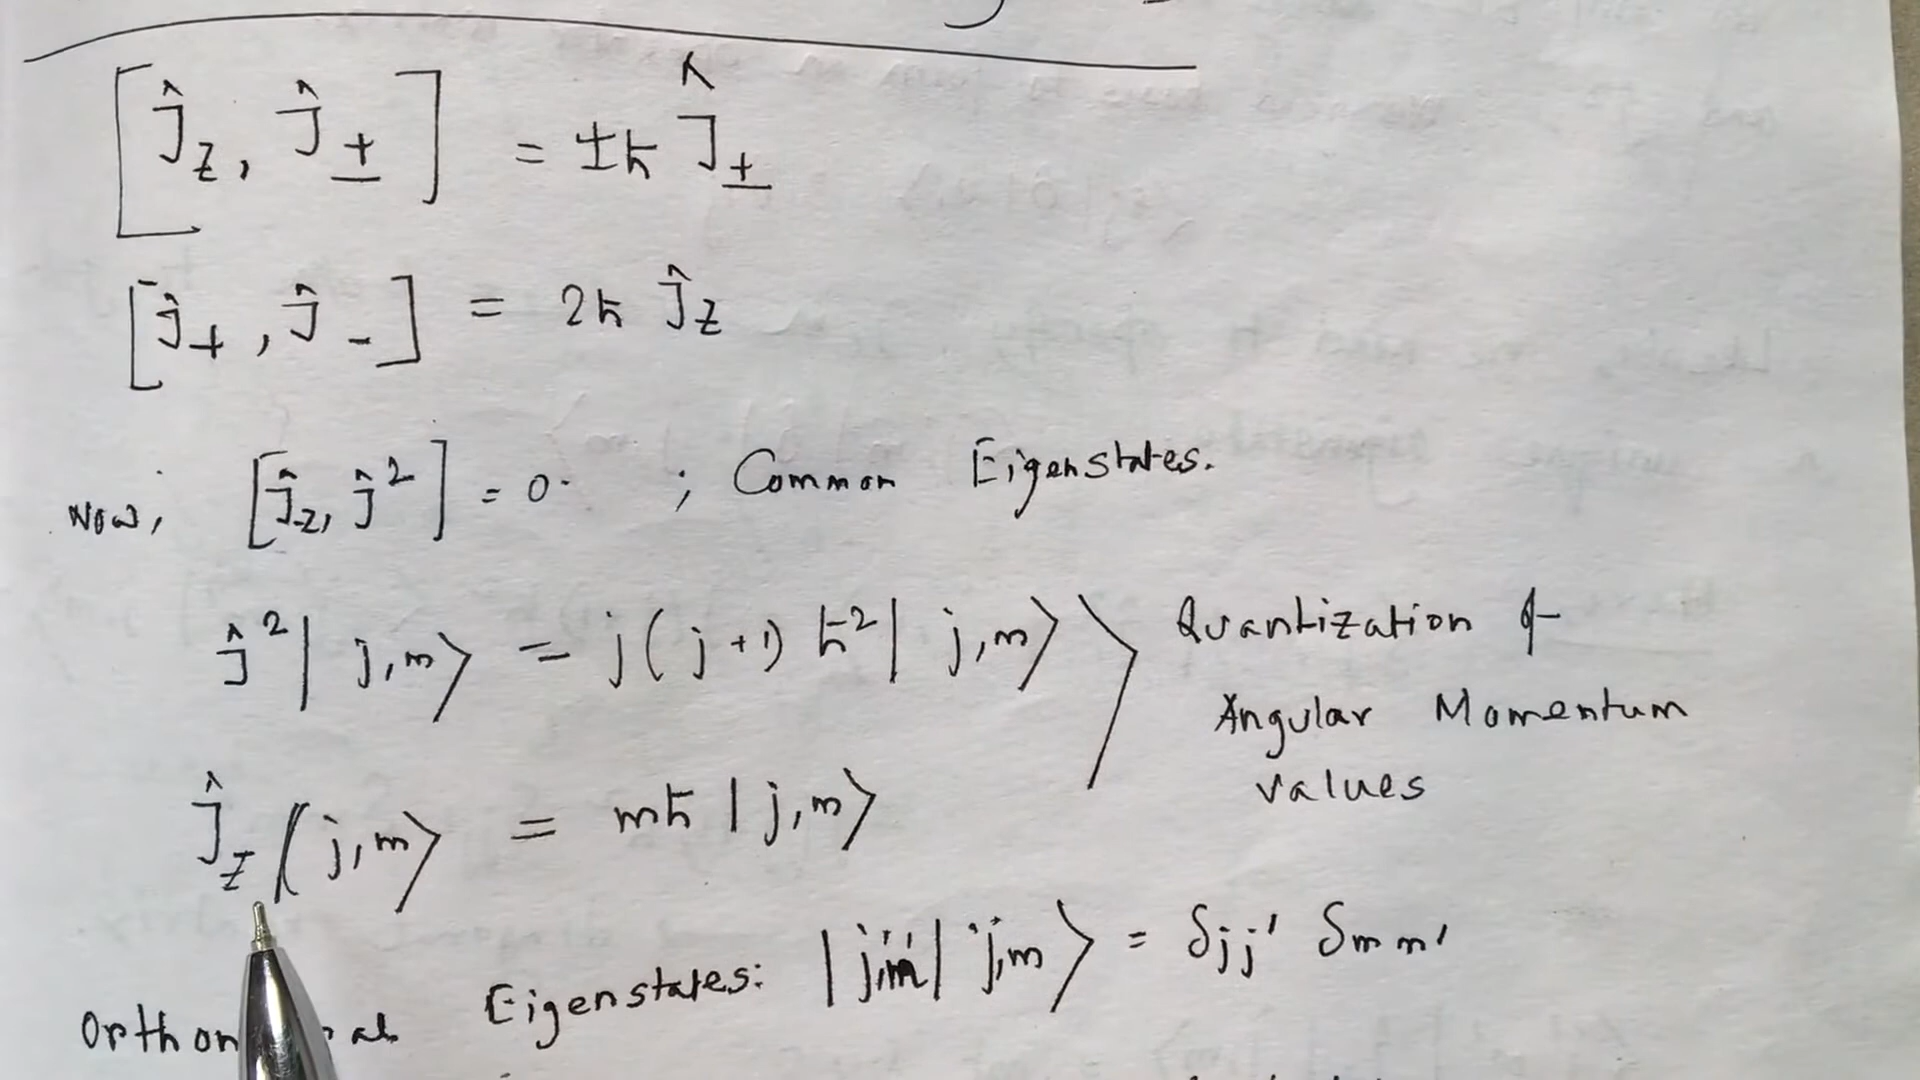 [Ĵz, Ĵ±] = ±ħ Ĵ±
[Ĵ+, Ĵ-] = 2ħ Ĵz
Now; [Ĵz, Ĵ²] = 0. ; Common Eigenstates.
Ĵ² | j,m⟩ = j(j+1) ħ² | j,m⟩ Quantization of
Angular Momentum
values
Ĵz | j,m⟩ = mħ | j,m⟩
Eigenstates: | j'm' | j,m⟩ = δjj' δmm'